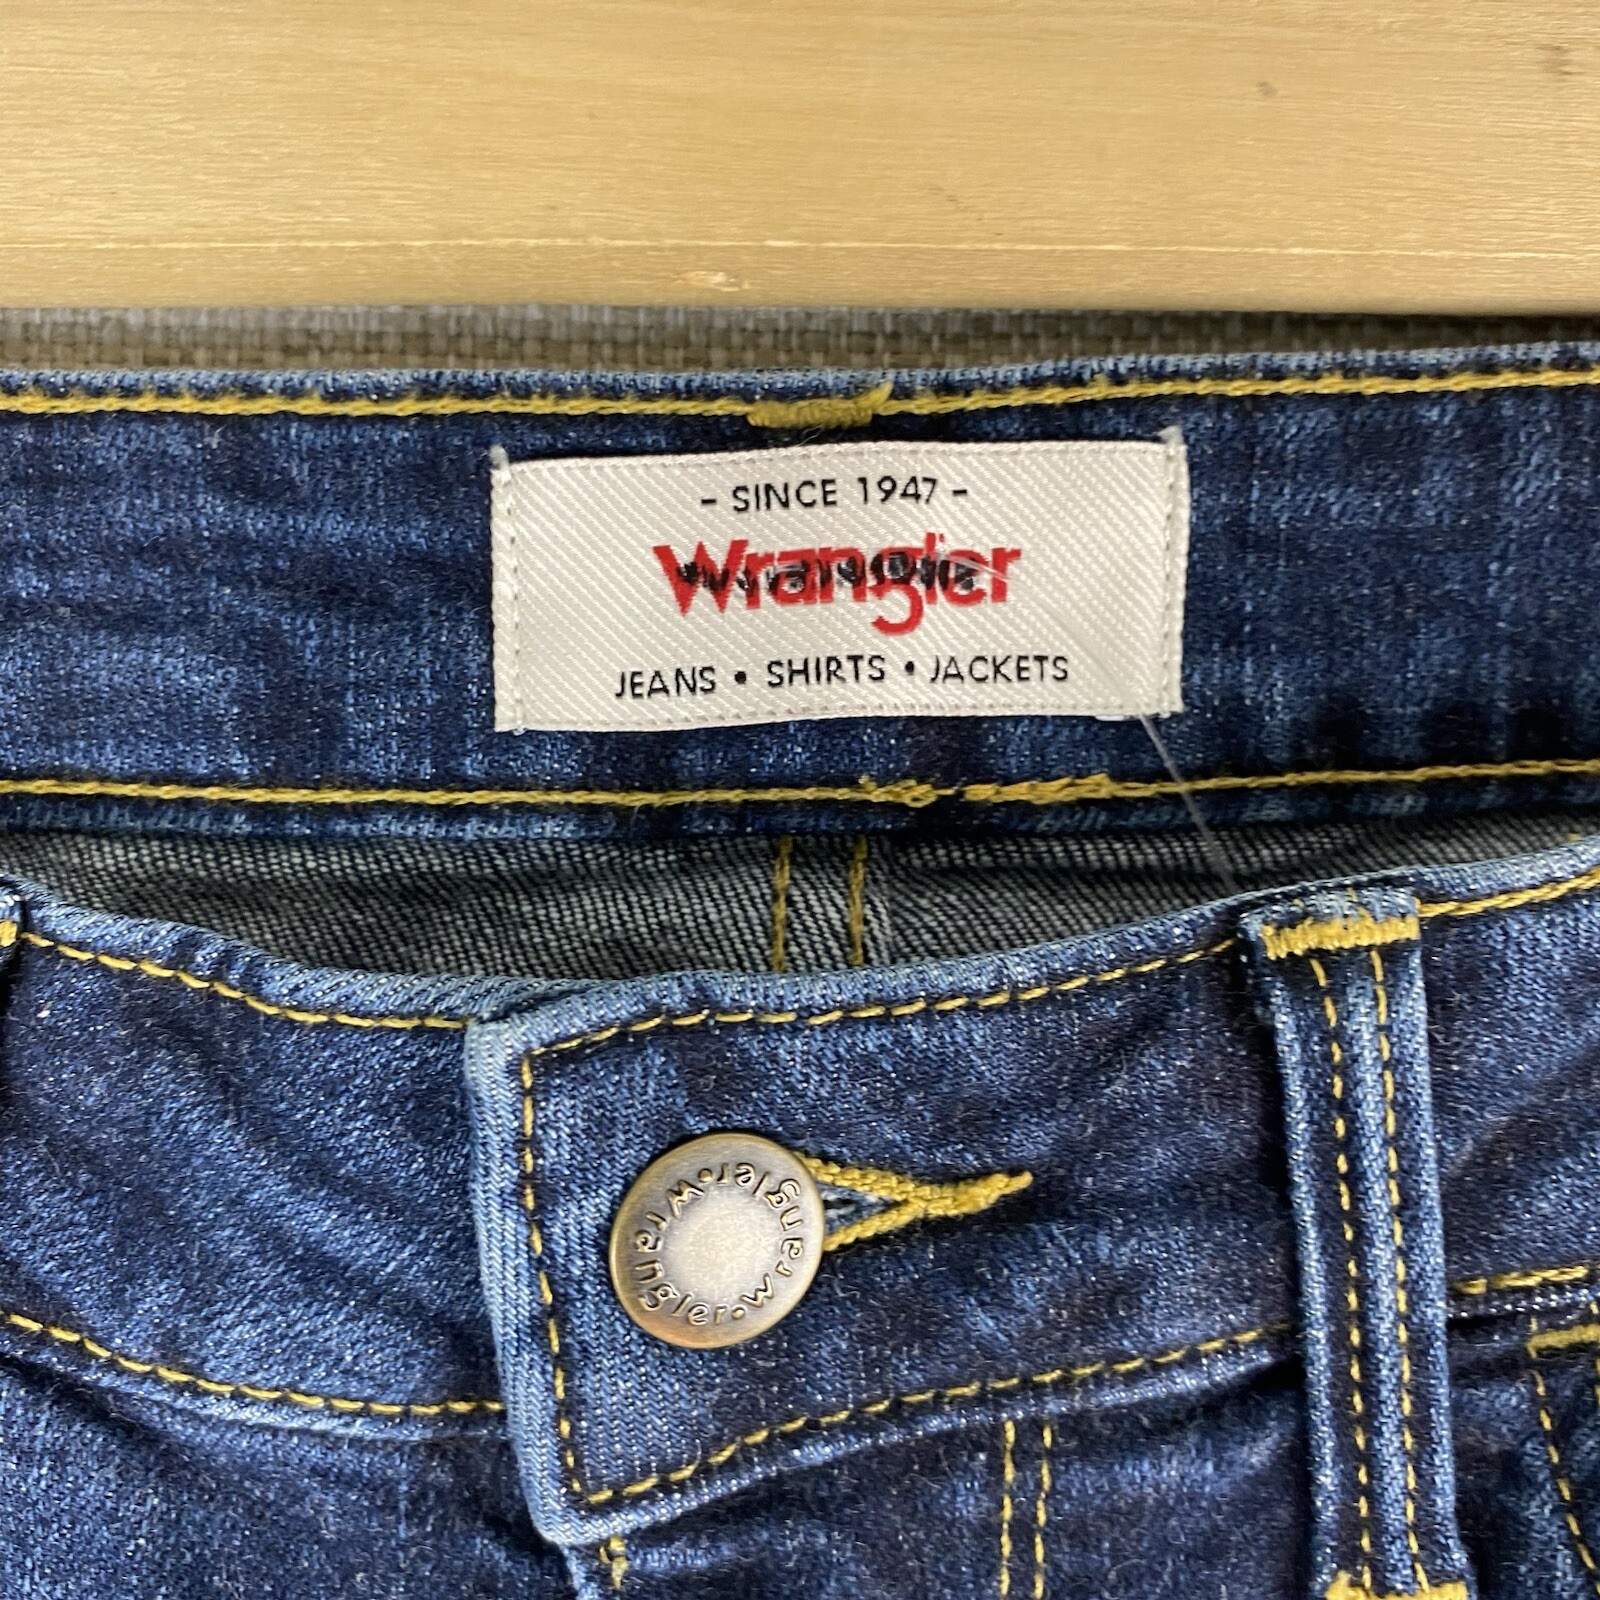 - SINCE 1947 -
Wrangler
JEANS • SHIRTS • JACKETS
wrangler•wrangler•